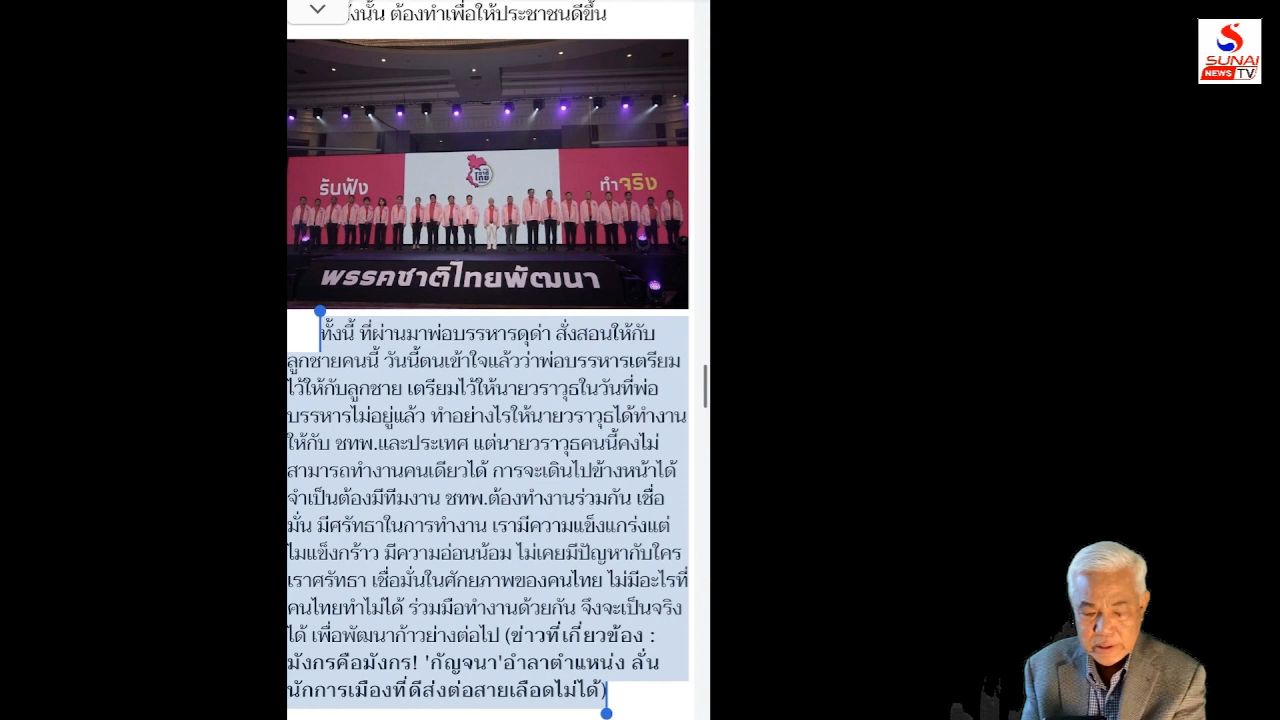 ั้งนั้น ต้องทำเพื่อให้ประชาชนดีขึ้น
SUNAI
NEWS TV
รับฟัง
ทำจริง
พรรคชาติไทยพัฒนา
ทั้งนี้ ที่ผ่านมาพ่อบรรหารดุด่า สั่งสอนให้กับ
ลูกชายคนนี้ วันนี้ตนเข้าใจแล้วว่าพ่อบรรหารเตรียม
ไว้ให้กับลูกชาย เตรียมไว้ให้นายวราวุธในวันที่พ่อ
บรรหารไม่อยู่แล้ว ทำอย่างไรให้นายวราวุธได้ทำงาน
ให้กับ ชทพ.และประเทศ แต่นายวราวุธคนนี้คงไม่
สามารถทำงานคนเดียวได้ การจะเดินไปข้างหน้าได้
จำเป็นต้องมีทีมงาน ชทพ.ต้องทำงานร่วมกัน เชื่อ
มั่น มีศรัทธาในการทำงาน เรามีความแข็งแกร่งแต่
ไมแข็งกร้าว มีความอ่อนน้อม ไม่เคยมีปัญหากับใคร
เราศรัทธา เชื่อมั่นในศักยภาพของคนไทย ไม่มีอะไรที่
คนไทยทำไม่ได้ ร่วมมือทำงานด้วยกัน จึงจะเป็นจริง
ได้ เพื่อพัฒนาก้าวย่างต่อไป (ข่าวที่เกี่ยวข้อง :
มังกรคือมังกร! 'กัญจนา'อำลาตำแหน่ง ลั่น
นักการเมืองที่ดีส่งต่อสายเลือดไม่ได้)